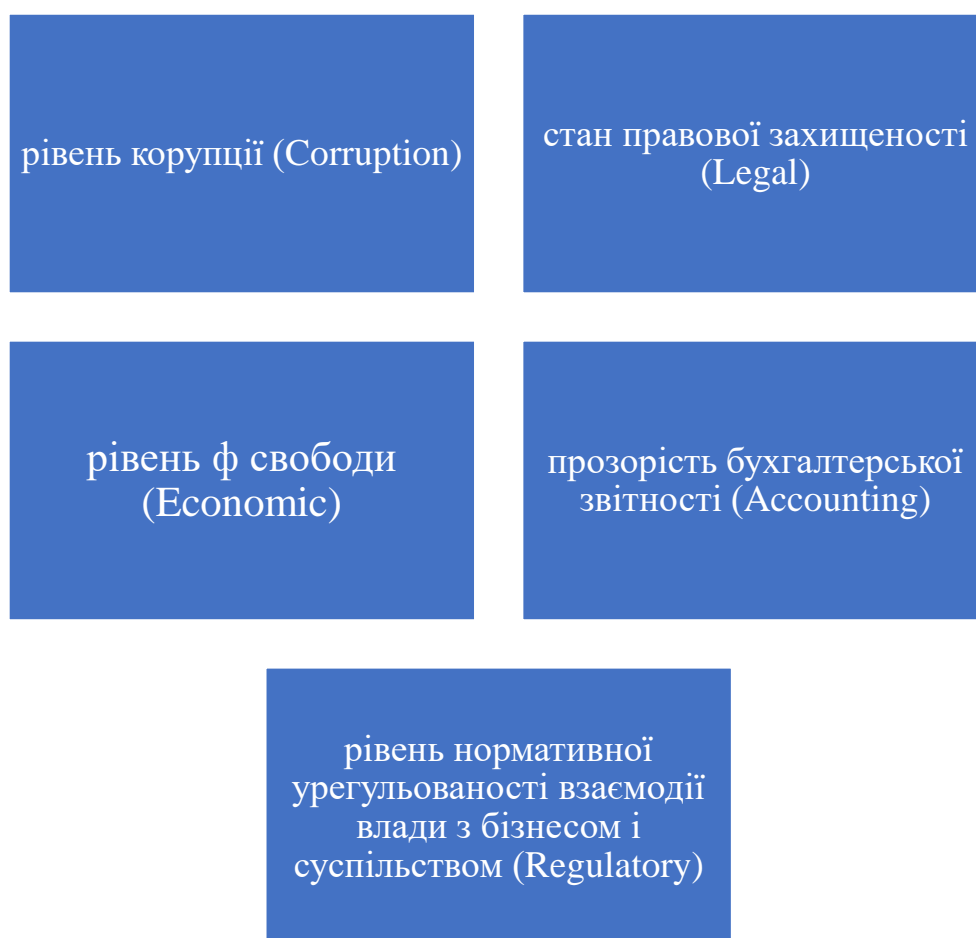 рівень корупції (Corruption)
стан правової захищеності
(Legal)
рівень ф свободи
(Economic)
прозорість бухгалтерської
звітності (Accounting)
рівень нормативної
урегульованості взаємодії
влади з бізнесом і
суспільством (Regulatory)